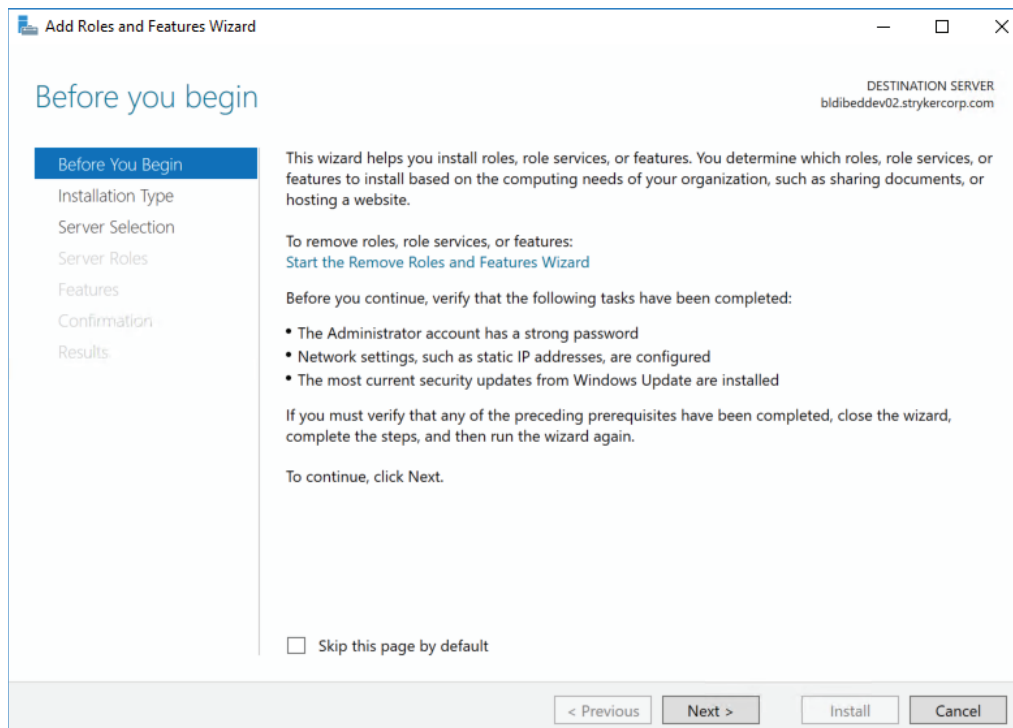 Add Roles and Features Wizard
Before you begin
DESTINATION SERVER
bldibeddev02.strykercorp.com
Before You Begin
Installation Type
Server Selection
Server Roles
Features
Confirmation
Results
This wizard helps you install roles, role services, or features. You determine which roles, role services, or
features to install based on the computing needs of your organization, such as sharing documents, or
hosting a website.
To remove roles, role services, or features:
Start the Remove Roles and Features Wizard
Before you continue, verify that the following tasks have been completed:
• The Administrator account has a strong password
• Network settings, such as static IP addresses, are configured
• The most current security updates from Windows Update are installed
If you must verify that any of the preceding prerequisites have been completed, close the wizard,
complete the steps, and then run the wizard again.
To continue, click Next.
Skip this page by default
< Previous
Next >
Install
Cancel